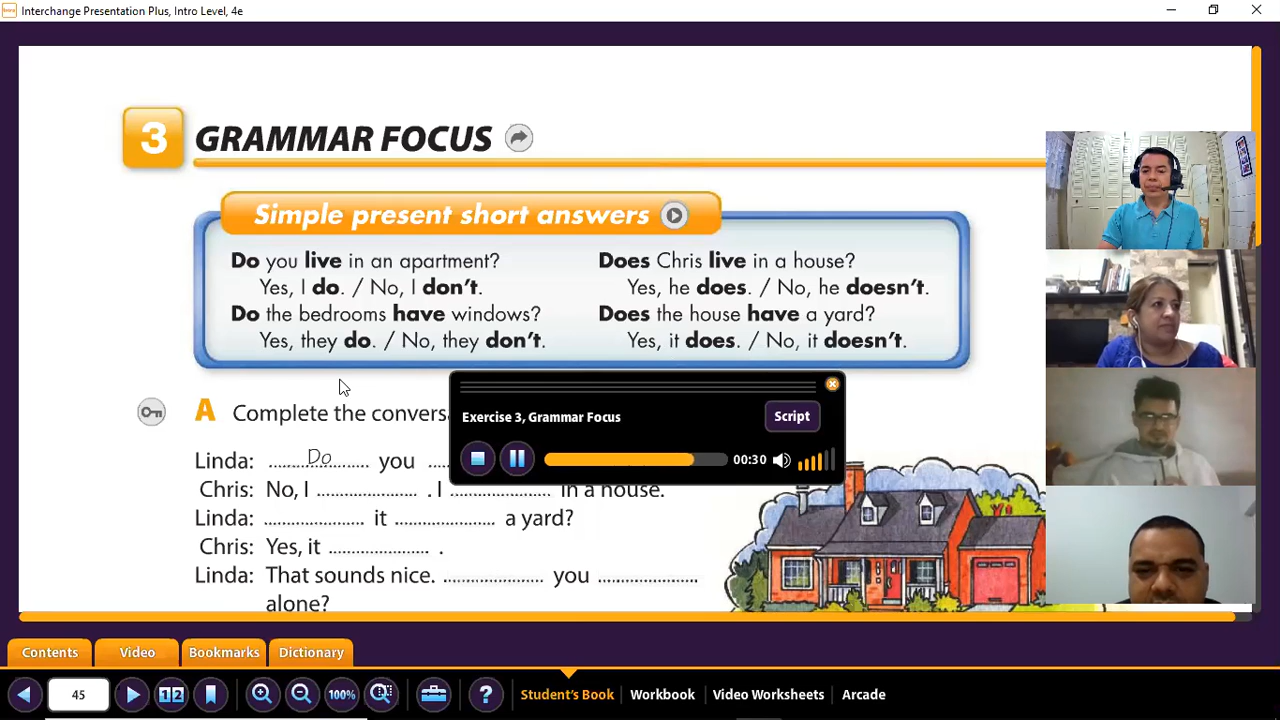 Interchange Presentation Plus, Intro Level, 4e
3 GRAMMAR FOCUS
Simple present short answers
Do you live in an apartment?
Yes, I do. / No, I don't.
Do the bedrooms have windows?
Yes, they do. / No, they don't.
Does Chris live in a house?
Yes, he does. / No, he doesn't.
Does the house have a yard?
Yes, it does. / No, it doesn't.
A Complete the convers
Exercise 3, Grammar Focus
Script
00:30
Linda: Do you
Chris: No, I .................... . I .................... in a house.
Linda: .................... it .................... a yard?
Chris: Yes, it .................... .
Linda: That sounds nice. .................... you ....................
alone?
Contents
Video
Bookmarks
Dictionary
45
1 2
100%
?
Student's Book
Workbook
Video Worksheets
Arcade